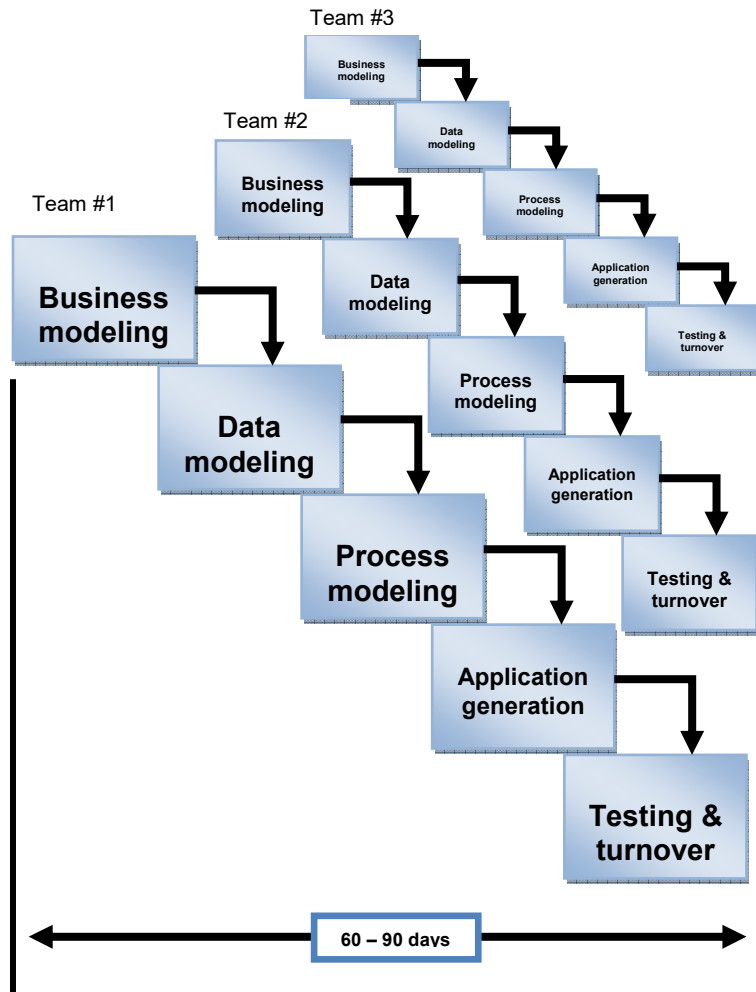 Team #3
Business
modeling
Data
modeling
Process
modeling
Application
generation
Testing &
turnover
Team #2
Business
modeling
Data
modeling
Process
modeling
Application
generation
Testing &
turnover
Team #1
Business
modeling
Data
modeling
Process
modeling
Application
generation
Testing &
turnover
60 – 90 days